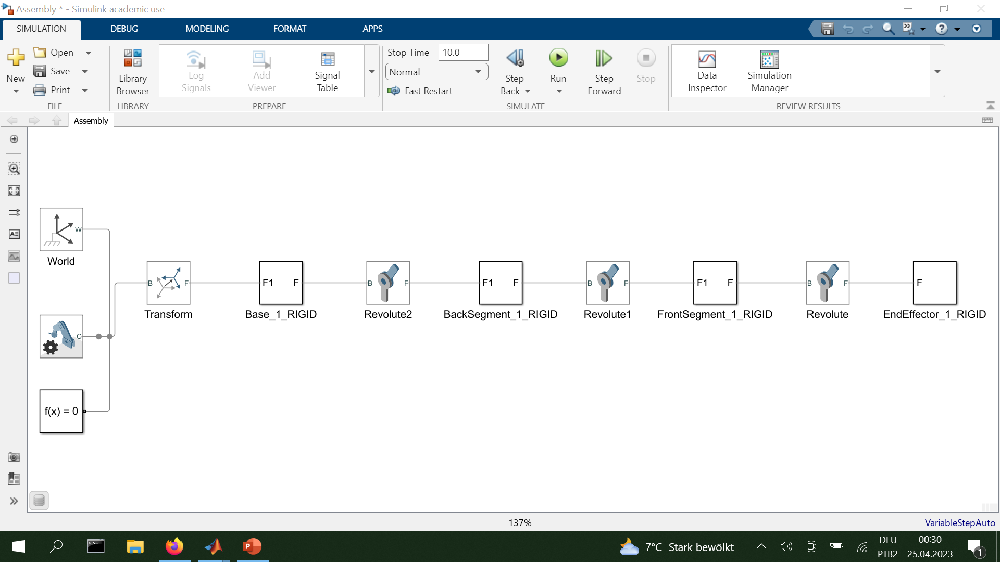 Assembly * - Simulink academic use
SIMULATION DEBUG MODELING FORMAT APPS
New
Open
Save
Print
FILE
Library
Browser
LIBRARY
Log
Signals
Add
Viewer
Signal
Table
PREPARE
Stop Time 10.0
Normal
Fast Restart
Step
Back
Run
Step
Forward
Stop
SIMULATE
Data
Inspector
Simulation
Manager
REVIEW RESULTS
Assembly
W
World
C
f(x) = 0
B F
Transform
F1 F
Base_1_RIGID
B F
Revolute2
F1 F
BackSegment_1_RIGID
B F
Revolute1
F1 F
FrontSegment_1_RIGID
B F
Revolute
F
EndEffector_1_RIGID
137%
VariableStepAuto
7°C Stark bewölkt
DEU
PTB2
00:30
25.04.2023
1